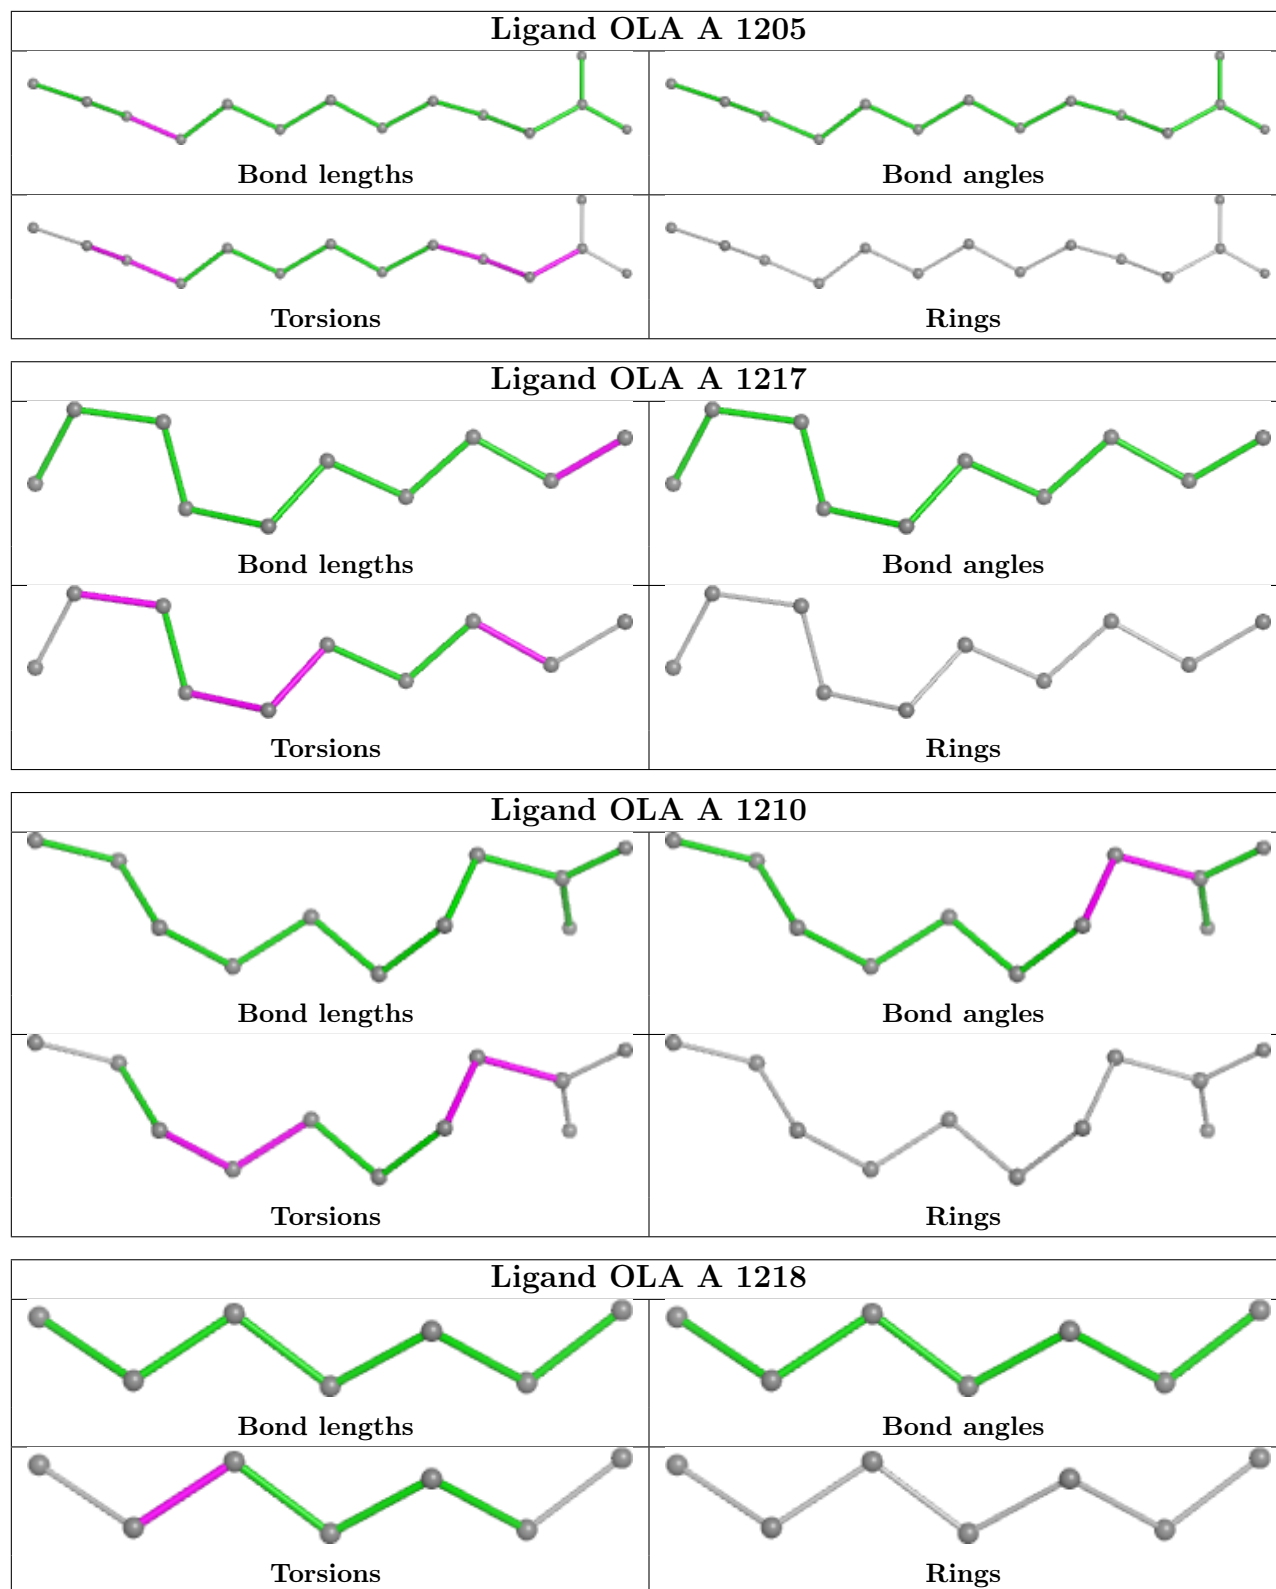 Ligand OLA A 1205
Bond lengths
Bond angles
Torsions
Rings
Ligand OLA A 1217
Bond lengths
Bond angles
Torsions
Rings
Ligand OLA A 1210
Bond lengths
Bond angles
Torsions
Rings
Ligand OLA A 1218
Bond lengths
Bond angles
Torsions
Rings